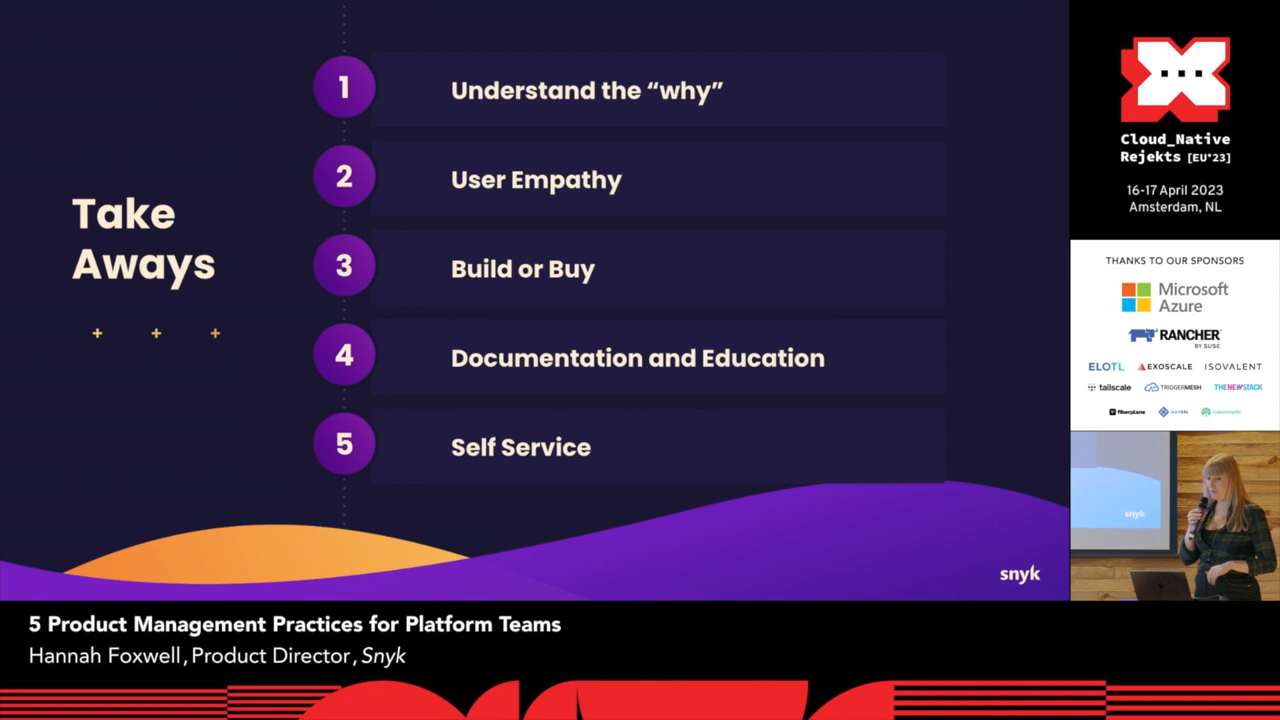 Take
Aways
1
Understand the “why”
2
User Empathy
3
Build or Buy
4
Documentation and Education
5
Self Service
snyk
Cloud_Native
Rejekts [EU'23]
16-17 April 2023
Amsterdam, NL
THANKS TO OUR SPONSORS
Microsoft
Azure
RANCHER
BY SUSE
ELOTL
EXOSCALE
ISOVALENT
tailscale
TRIGGERMESH
THENEWSTACK
fiberplane
snyk
5 Product Management Practices for Platform Teams
Hannah Foxwell, Product Director, Snyk